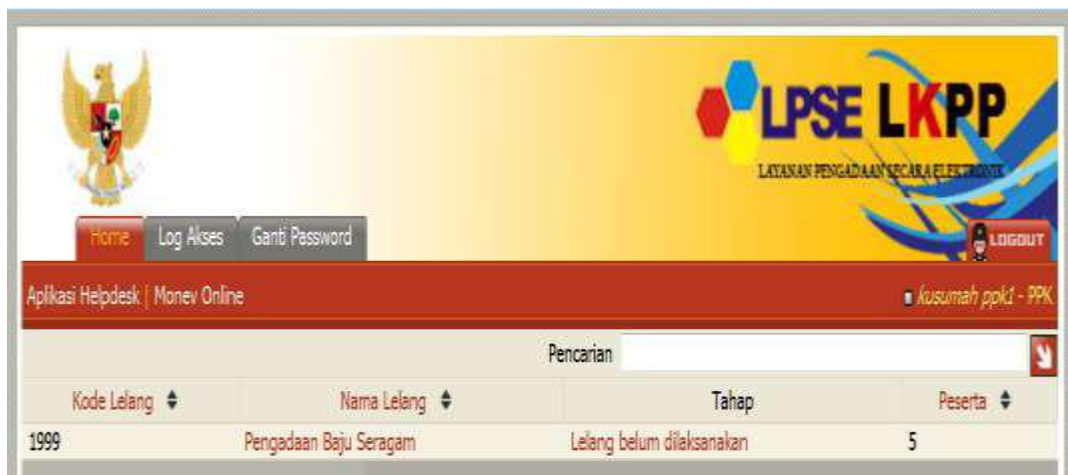 LPSE LKPP
LAYANAN PENGADAAN SECARA ELEKTRONIK
Home Log Akses Ganti Password LOGOUT
Aplikasi Helpdesk | Monev Online kusumah ppk1 - PPK
Pencarian
Kode Lelang Nama Lelang Tahap Peserta
1999 Pengadaan Baju Seragam Lelang belum dilaksanakan 5